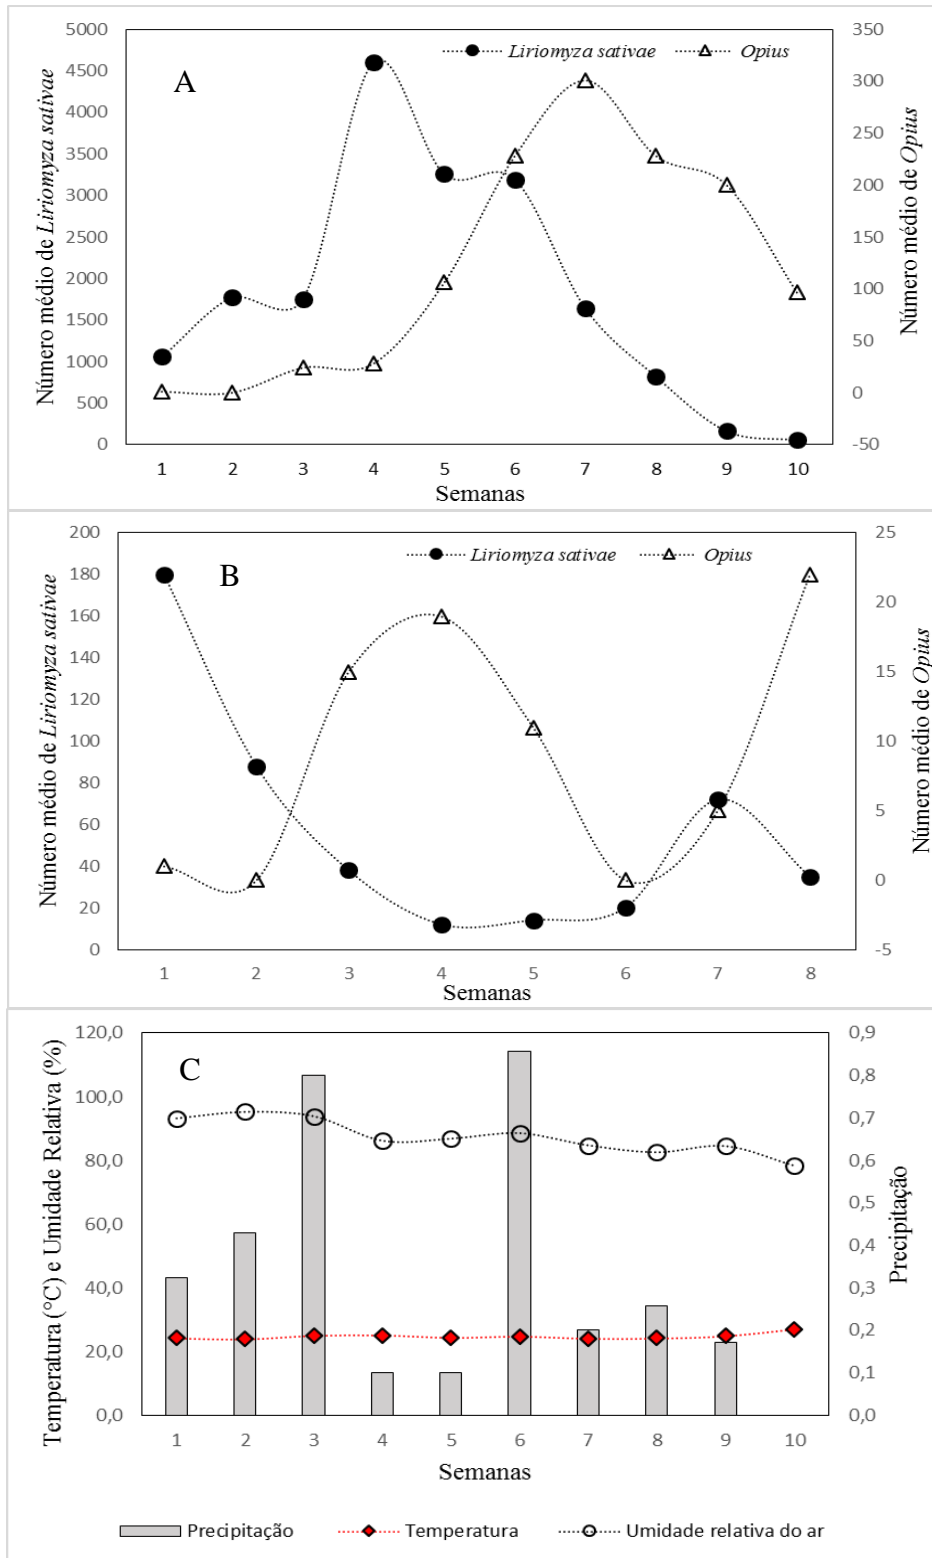 A
Liriomyza sativae
Opius
Número médio de Liriomyza sativae
5000
4500
4000
3500
3000
2500
2000
1500
1000
500
0
350
300
250
200
150
100
50
0
-50
Número médio de Opius
1 2 3 4 5 6 7 8 9 10
Semanas
B
Liriomyza sativae
Opius
Número médio de Liriomyza sativae
200
180
160
140
120
100
80
60
40
20
0
25
20
15
10
5
0
-5
Número médio de Opius
1 2 3 4 5 6 7 8
Semanas
C
Temperatura (°C) e Umidade Relativa (%)
120,0
100,0
80,0
60,0
40,0
20,0
0,0
0,9
0,8
0,7
0,6
0,5
0,4
0,3
0,2
0,1
0,0
Precipitação
1 2 3 4 5 6 7 8 9 10
Semanas
Precipitação
Temperatura
Umidade relativa do ar